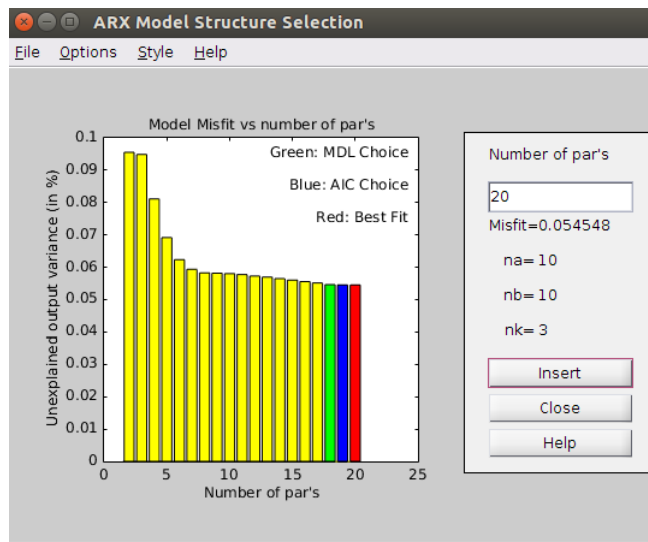 ARX Model Structure Selection
File Options Style Help
Model Misfit vs number of par's
Green: MDL Choice
Blue: AIC Choice
Red: Best Fit
Unexplained output variance (in %)
0.1
0.09
0.08
0.07
0.06
0.05
0.04
0.03
0.02
0.01
0
0 5 10 15 20 25
Number of par's
Number of par's
20
Misfit=0.054548
na= 10
nb= 10
nk= 3
Insert
Close
Help